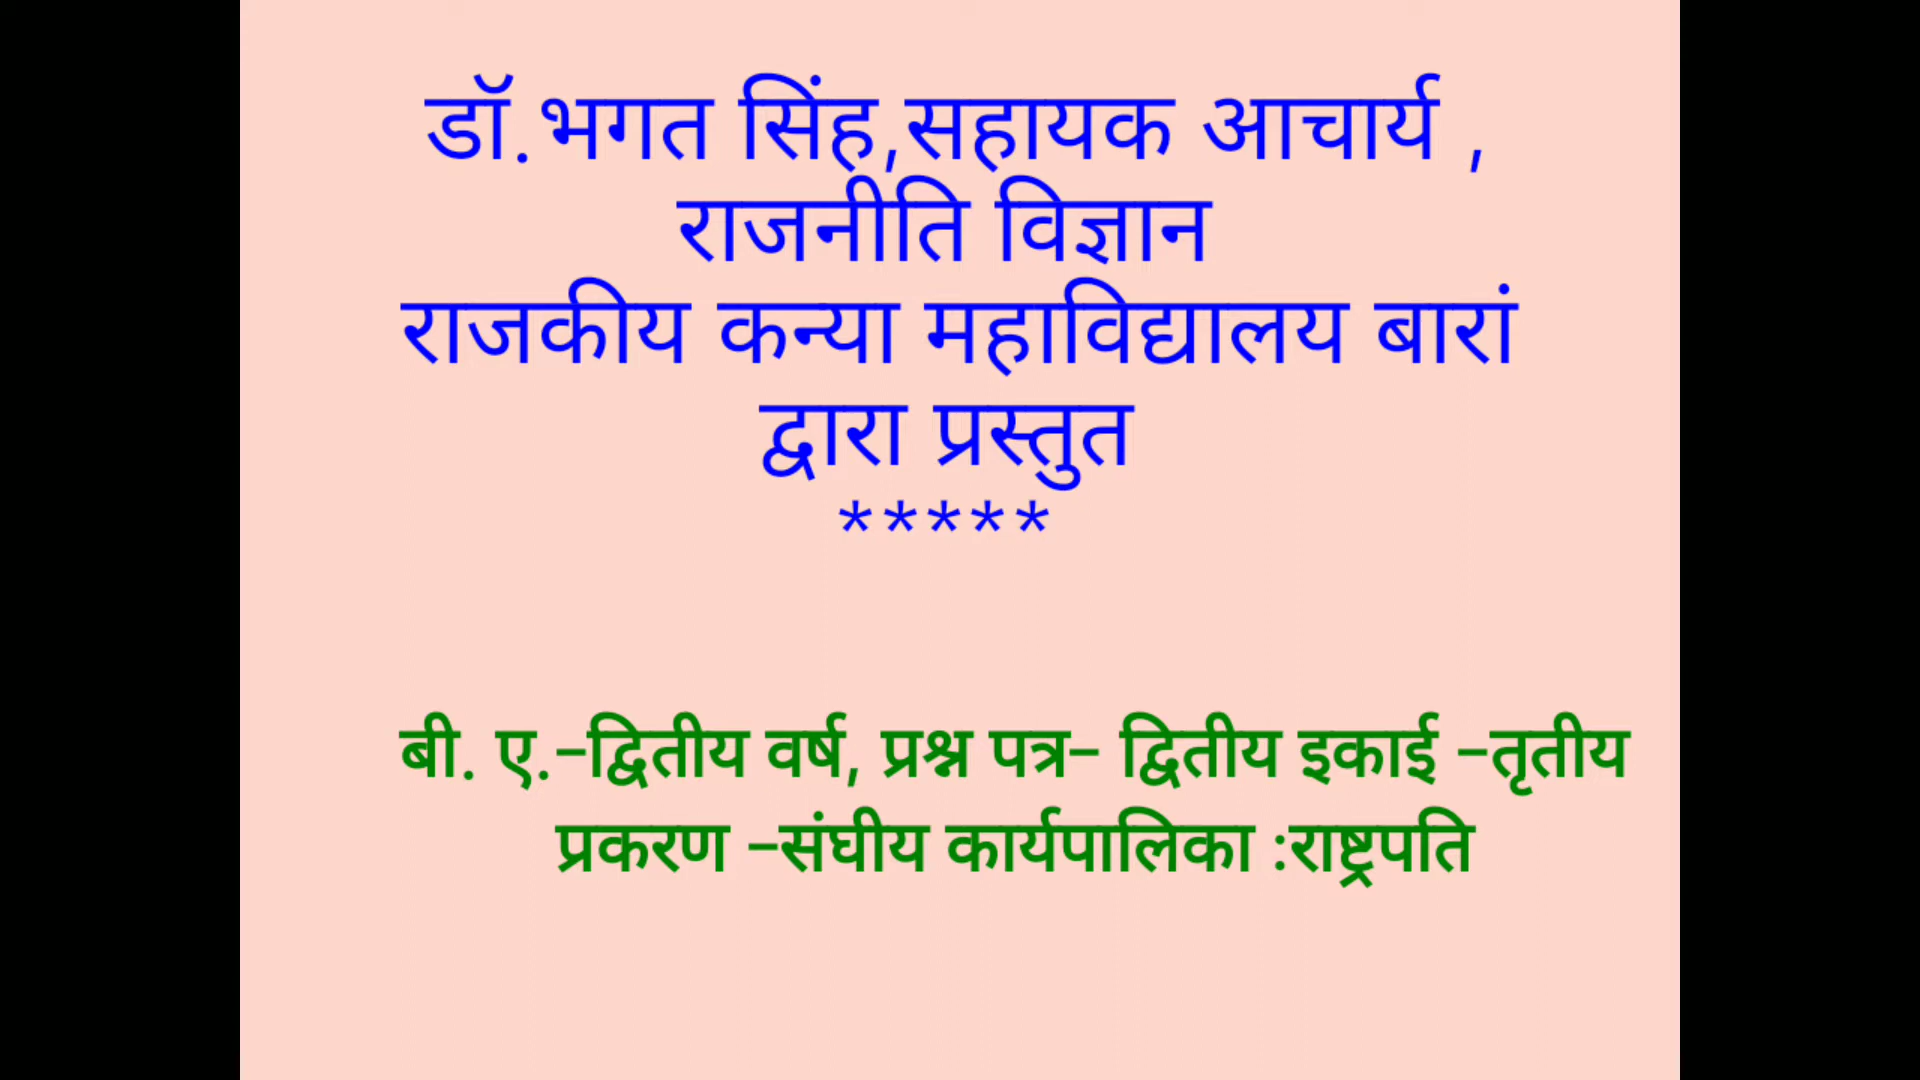 डॉ.भगत सिंह,सहायक आचार्य ,
राजनीति विज्ञान
राजकीय कन्या महाविद्यालय बारां
द्वारा प्रस्तुत
*****
बी. ए.–द्वितीय वर्ष, प्रश्न पत्र– द्वितीय इकाई –तृतीय
प्रकरण –संघीय कार्यपालिका :राष्ट्रपति